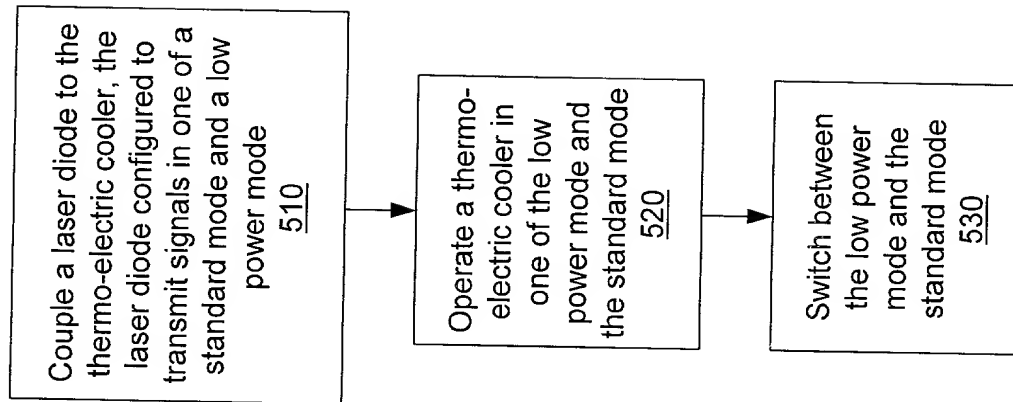 Couple a laser diode to the
thermo-electric cooler, the
laser diode configured to
transmit signals in one of a
standard mode and a low
power mode
510
Operate a thermo-
electric cooler in
one of the low
power mode and
the standard mode
520
Switch between
the low power
mode and the
standard mode
530